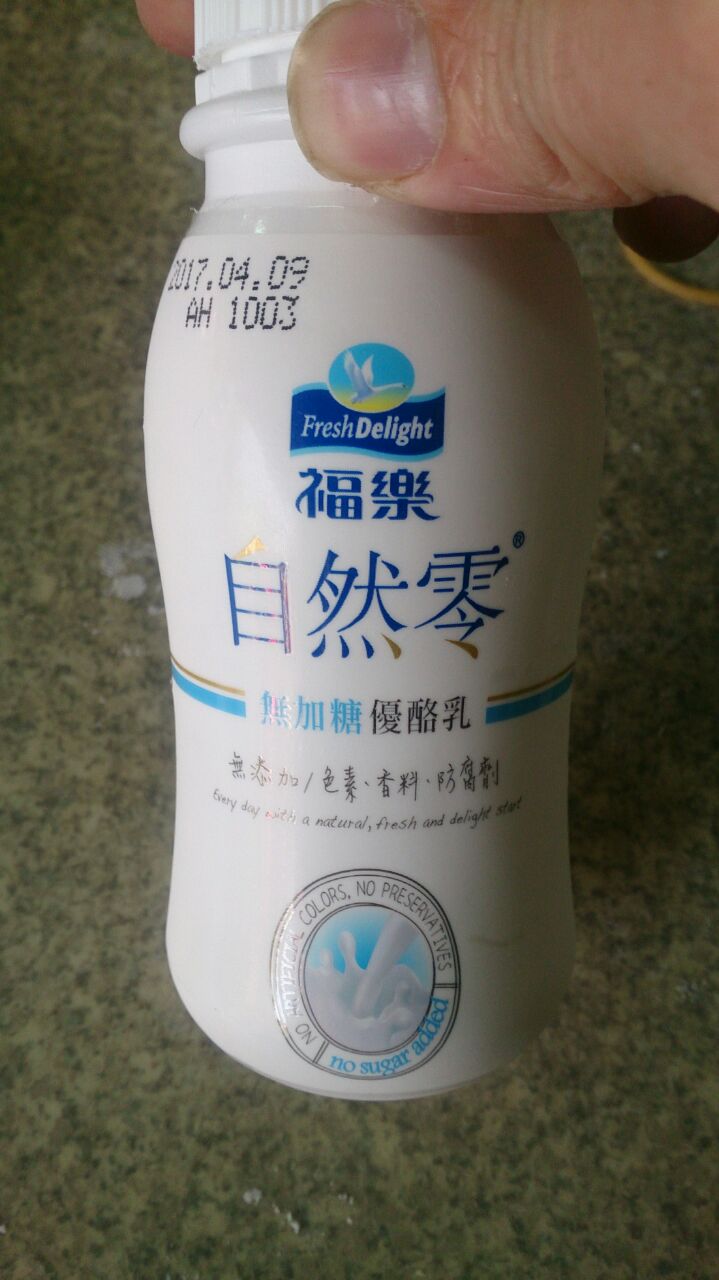 2017.04.09
AH 1003
FreshDelight
福樂
自然零®
無加糖優酪乳
無添加/色素、香料、防腐劑
Every day with a natural, fresh and delight start
NO ARTIFICIAL COLORS, NO PRESERVATIVES
no sugar added